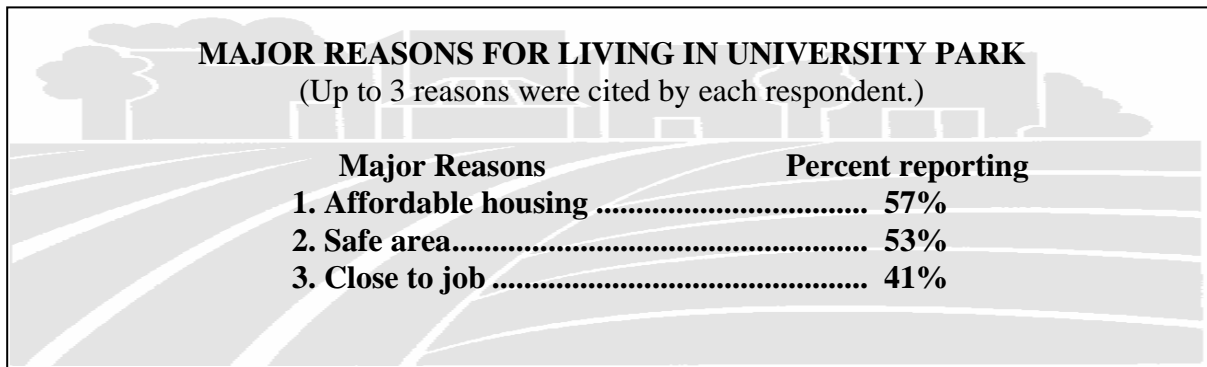 MAJOR REASONS FOR LIVING IN UNIVERSITY PARK
(Up to 3 reasons were cited by each respondent.)
Major Reasons Percent reporting
1. Affordable housing .................................. 57%
2. Safe area.................................................... 53%
3. Close to job ............................................... 41%